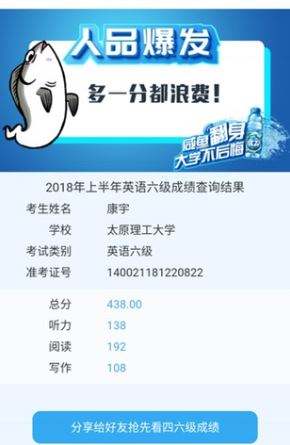 人品爆发
多一分都浪费!
咸鱼翻身
大学不后悔
2018年上半年英语六级成绩查询结果
考生姓名 康宇
学校 太原理工大学
考试类别 英语六级
准考证号 140021181220822
总分 438.00
听力 138
阅读 192
写作 108
分享给好友抢先看四六级成绩